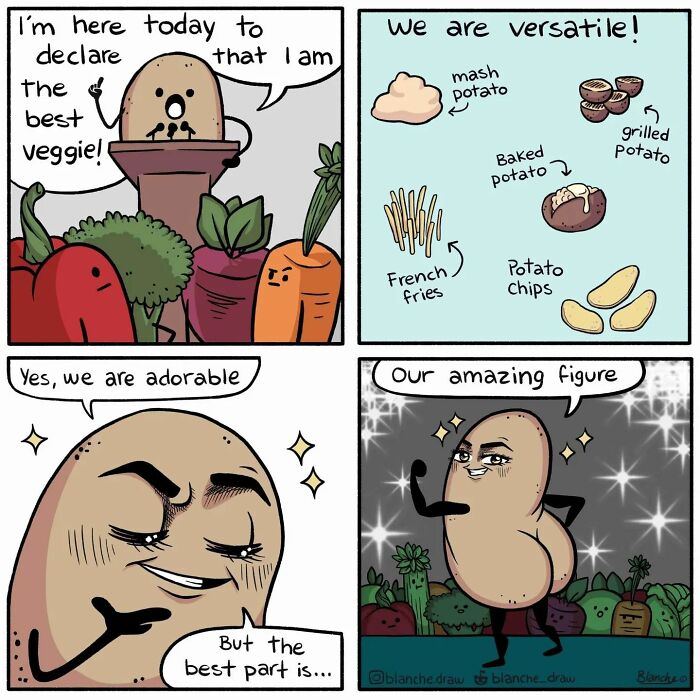 I'm here today to
declare that I am
the
best
veggie!
We are versatile!
mash
potato
grilled
potato
Baked
potato
French
fries
Potato
chips
Yes, we are adorable
But the
best part is...
Our amazing figure
@blanche.draw blanche_draw Blanche